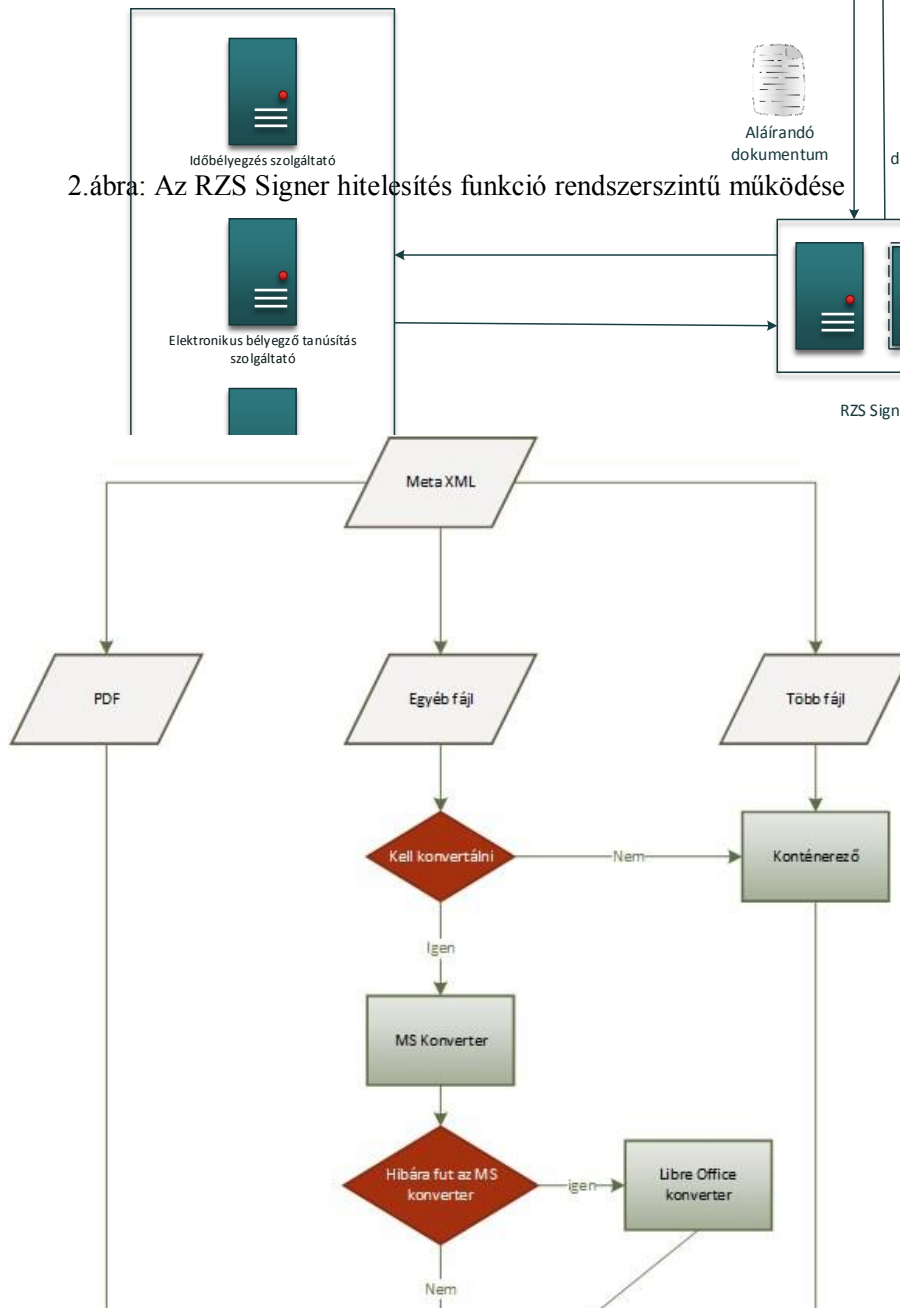 Időbélyegzés szolgáltató
Aláírandó
dokumentum
d
2.ábra: Az RZS Signer hitelesítés funkció rendszerszintű működése
Elektronikus bélyegző tanúsítás
szolgáltató
RZS Sign
Meta XML
PDF
Egyéb fájl
Több fájl
Kell konvertálni
Nem
Konténerező
Igen
MS Konverter
Hibára fut az MS
konverter
igen
Libre Office
konverter
Nem